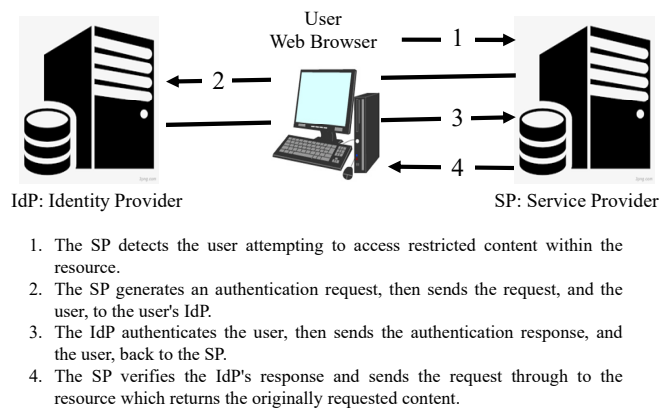 User
Web Browser
1
2
3
4
IdP: Identity Provider
SP: Service Provider
1. The SP detects the user attempting to access restricted content within the
resource.
2. The SP generates an authentication request, then sends the request, and the
user, to the user's IdP.
3. The IdP authenticates the user, then sends the authentication response, and
the user, back to the SP.
4. The SP verifies the IdP's response and sends the request through to the
resource which returns the originally requested content.